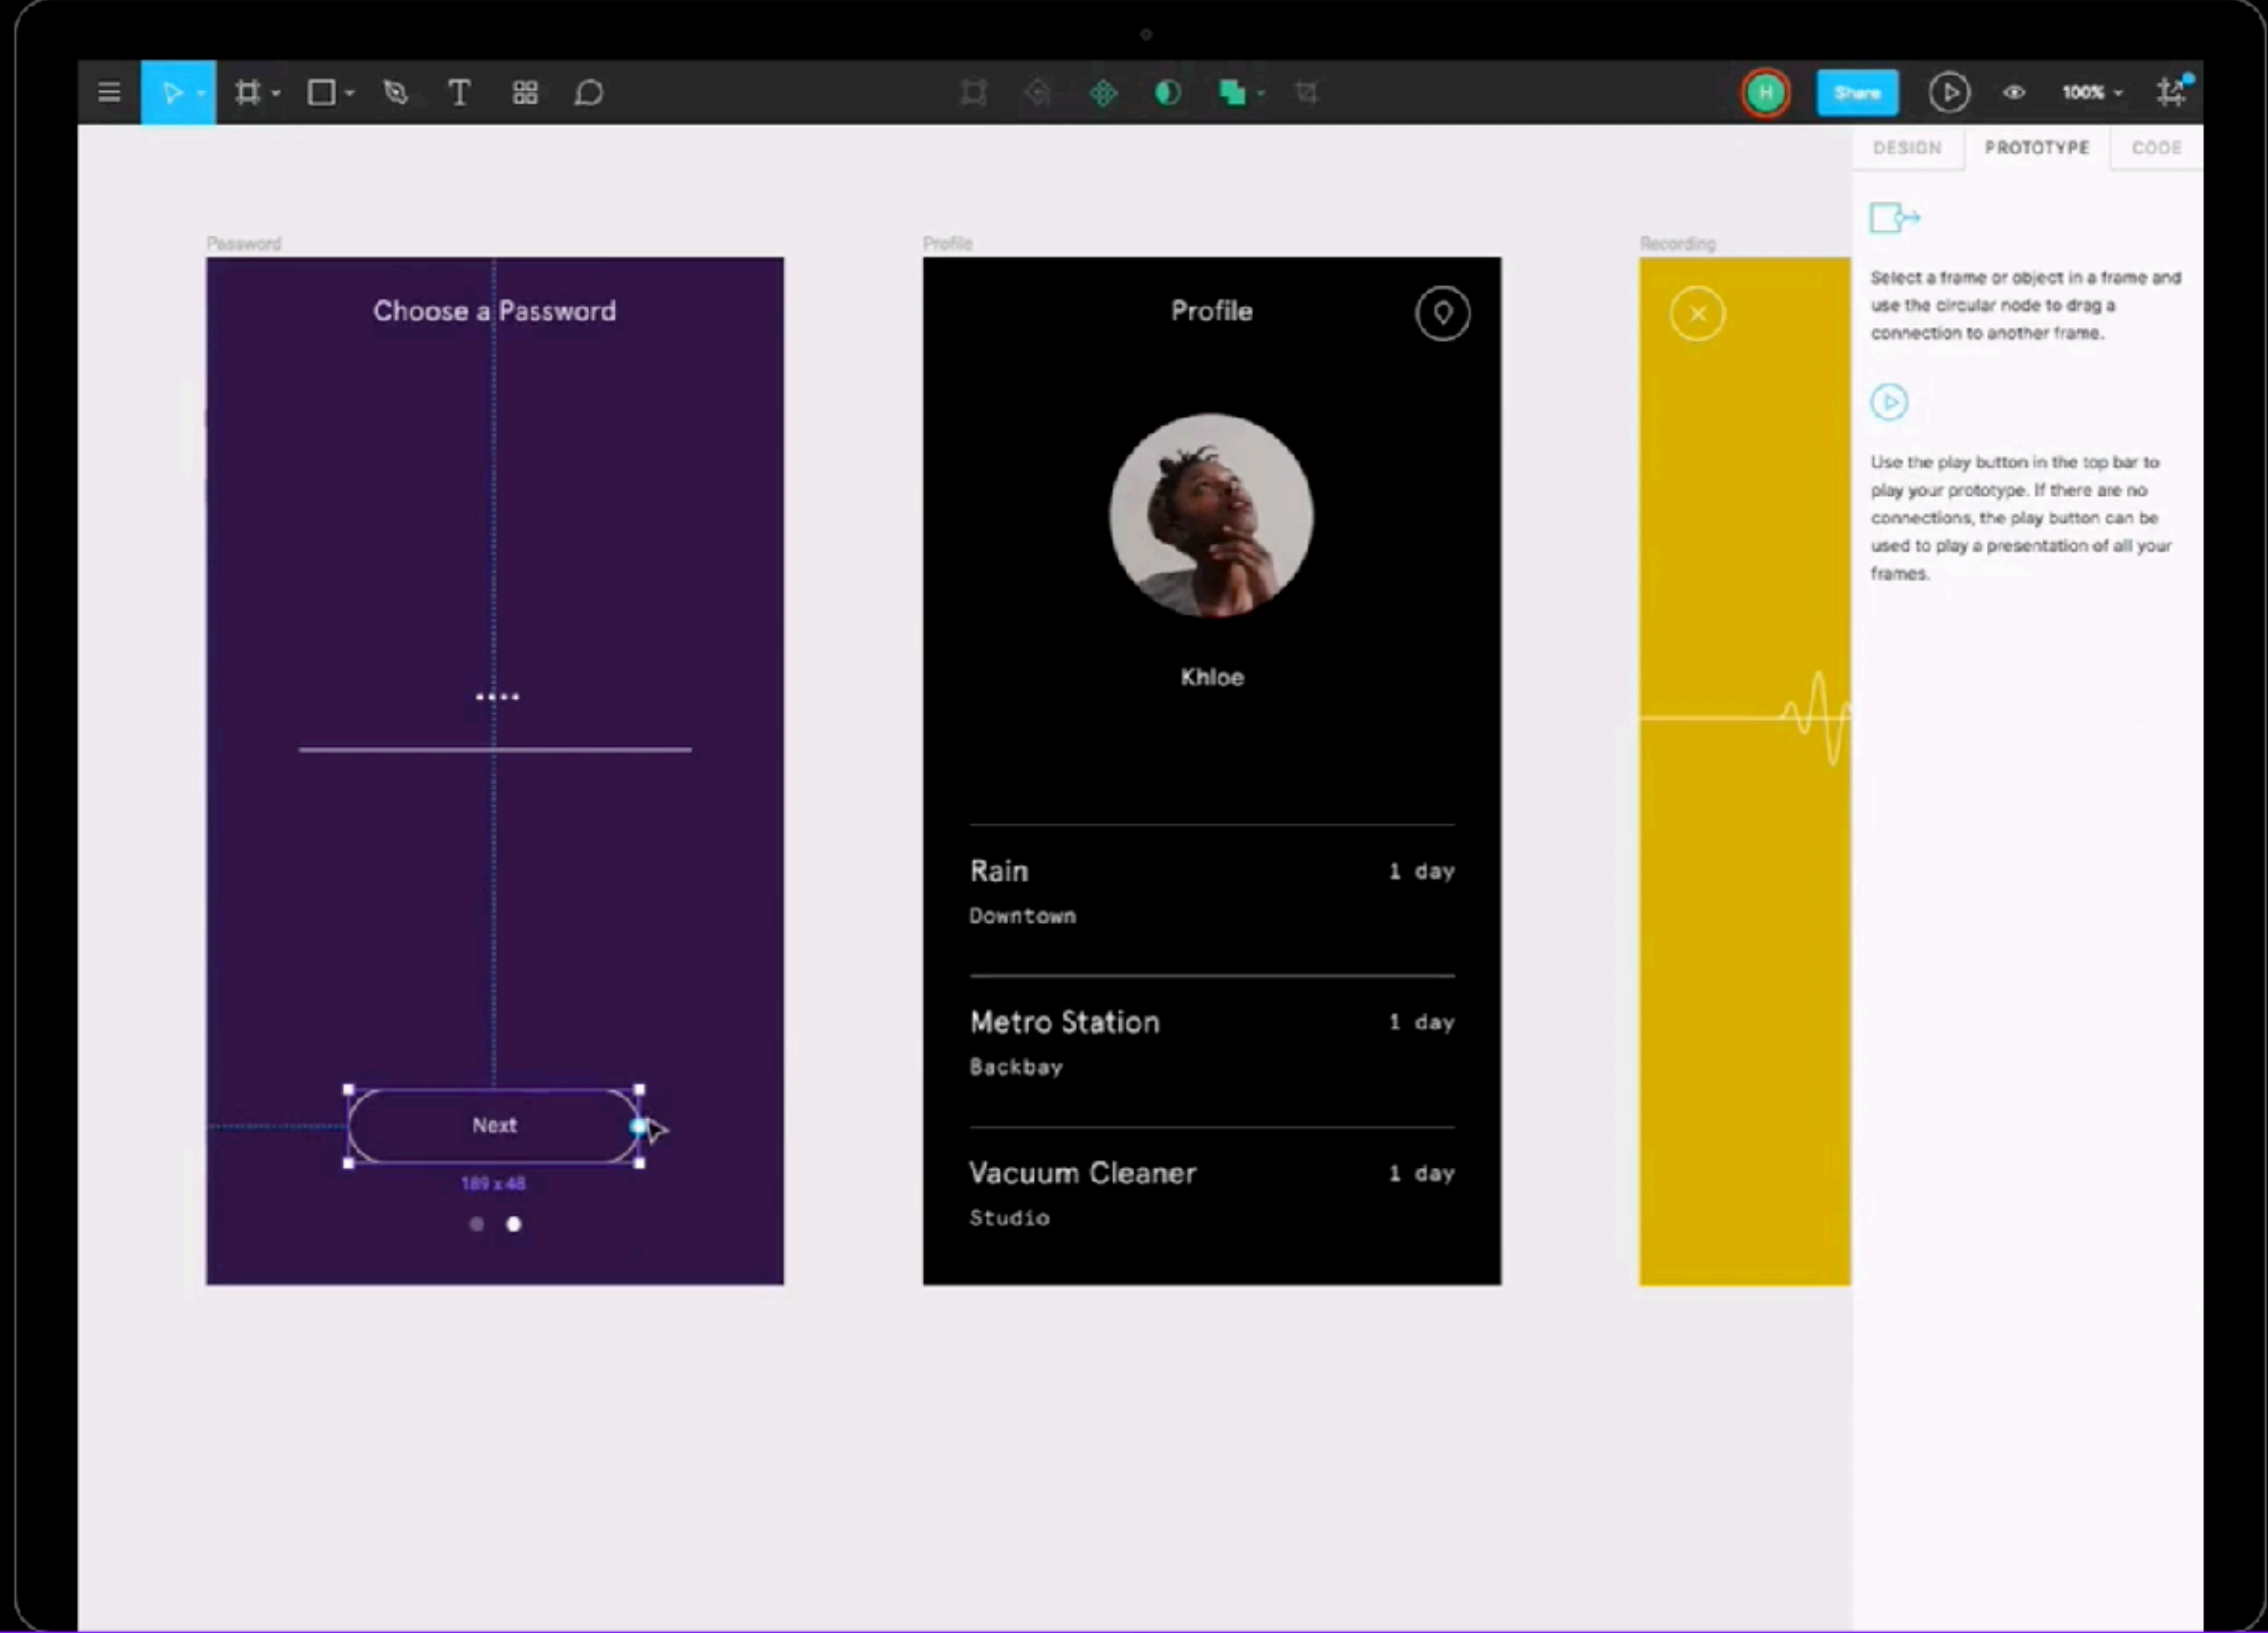 T
H
Share
100%
DESIGN
PROTOTYPE
CODE
Select a frame or object in a frame and
use the circular node to drag a
connection to another frame.
Use the play button in the top bar to
play your prototype. If there are no
connections, the play button can be
used to play a presentation of all your
frames.
Password
Choose a Password
Next
189 x 48
Profile
Profile
Khloe
Rain
1 day
Downtown
Metro Station
1 day
Backbay
Vacuum Cleaner
1 day
Studio
Recording